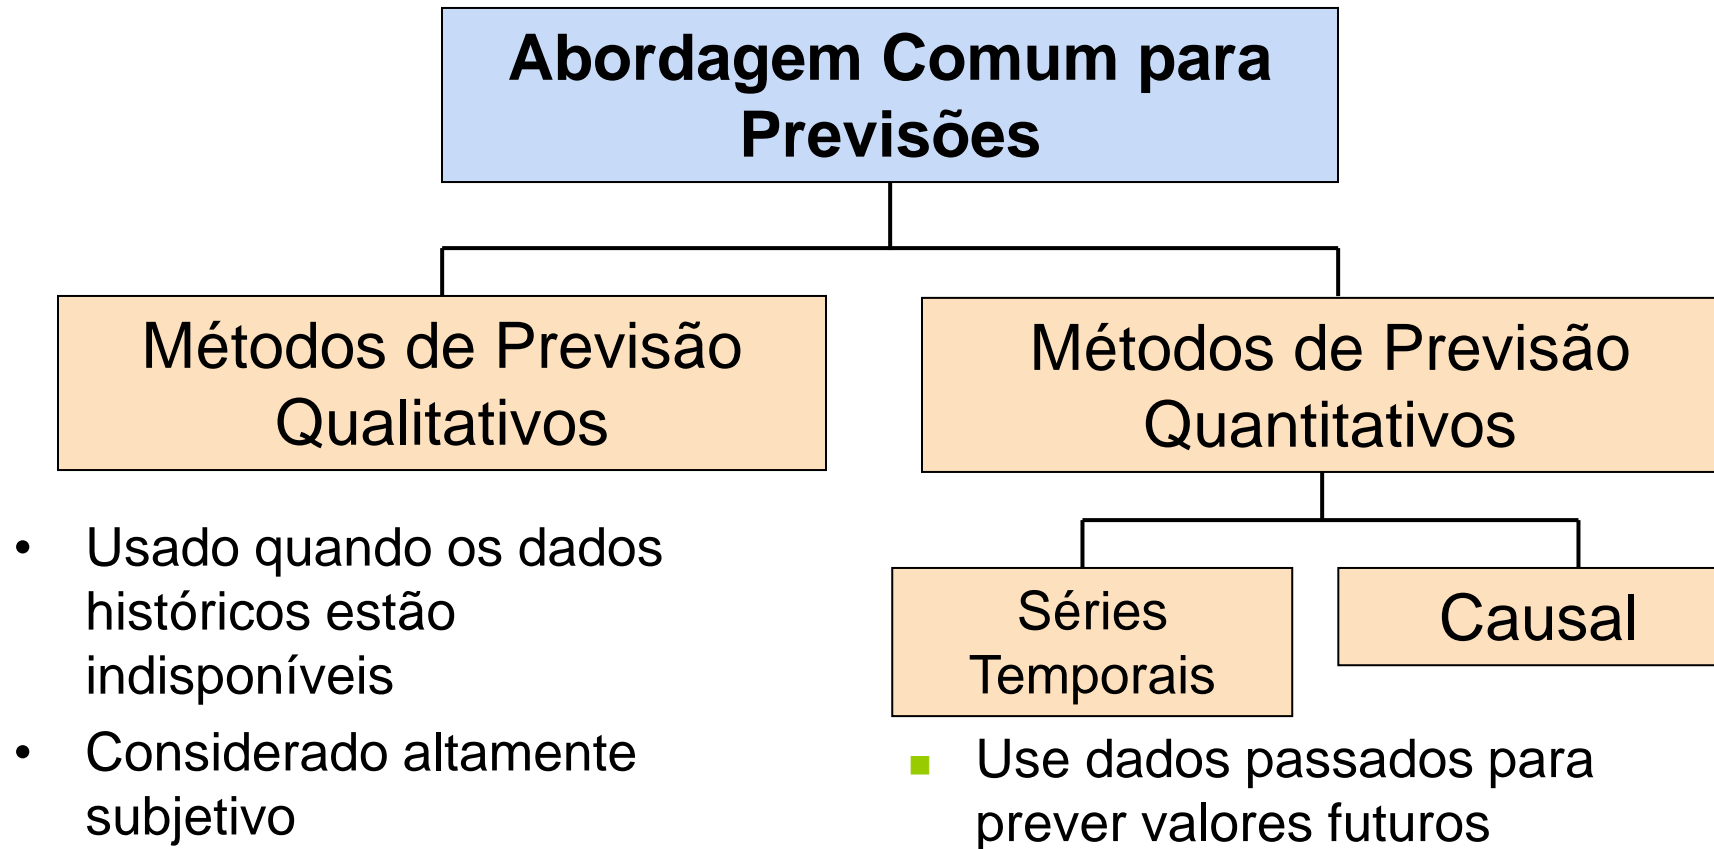 Abordagem Comum para
Previsões
Métodos de Previsão
Qualitativos
Métodos de Previsão
Quantitativos
• Usado quando os dados
históricos estão
indisponíveis
• Considerado altamente
subjetivo
Séries
Temporais
Causal
Use dados passados para
prever valores futuros